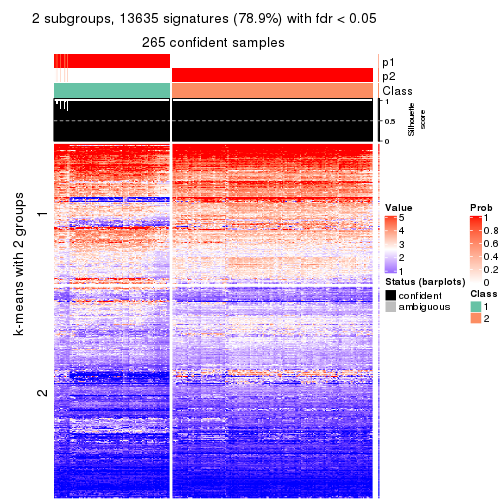 2 subgroups, 13635 signatures (78.9%) with fdr < 0.05
265 confident samples
p1
p2
Class
1
0.5
0
Silhouette
score
k-means with 2 groups
1
2
Value
5
4
3
2
1
Status (barplots)
confident
ambiguous
Prob
1
0.8
0.6
0.4
0.2
0
Class
1
2